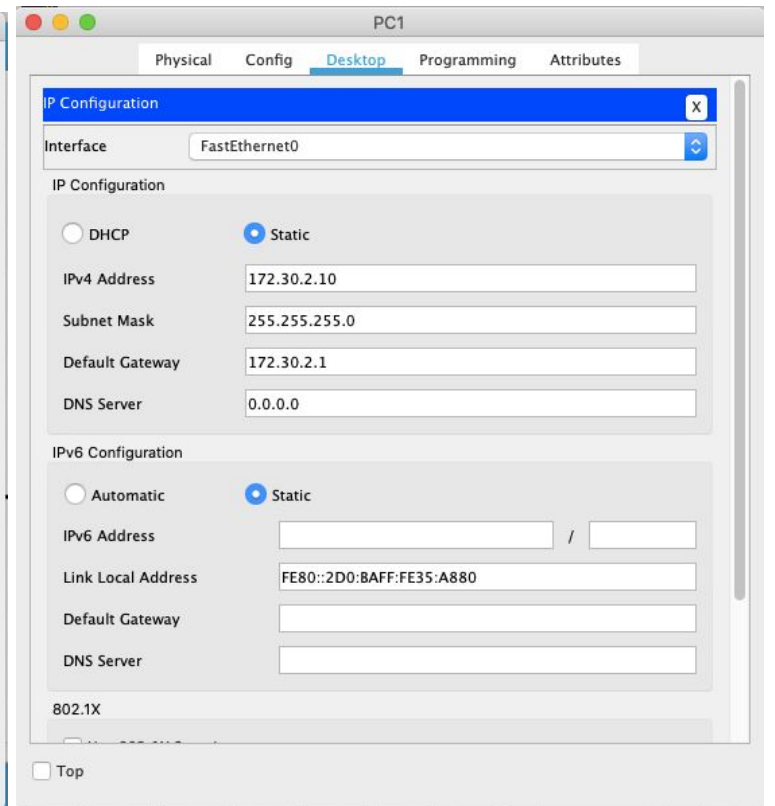 PC1
Physical Config Desktop Programming Attributes
IP Configuration X
Interface FastEthernet0
IP Configuration
DHCP Static
IPv4 Address 172.30.2.10
Subnet Mask 255.255.255.0
Default Gateway 172.30.2.1
DNS Server 0.0.0.0
IPv6 Configuration
Automatic Static
IPv6 Address /
Link Local Address FE80::2D0:BAFF:FE35:A880
Default Gateway
DNS Server
802.1X
Top